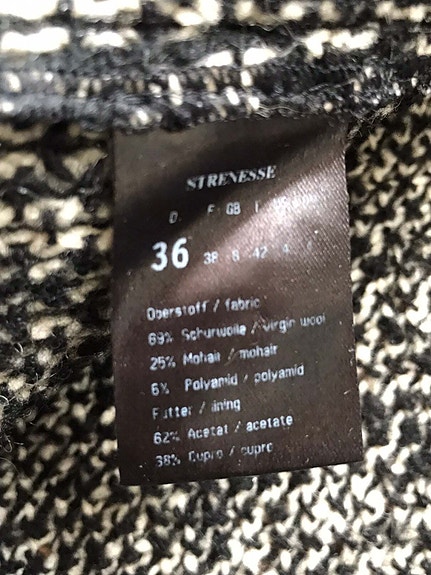 STRENESSE
D F GB I
36 38 8 42 4
Oberstoff / fabric
69% Schurwolle / virgin wool
25% Mohair / mohair
6% Polyamid / polyamid
Futter / lining
62% Acetat / acetate
38% Cupro / cupro